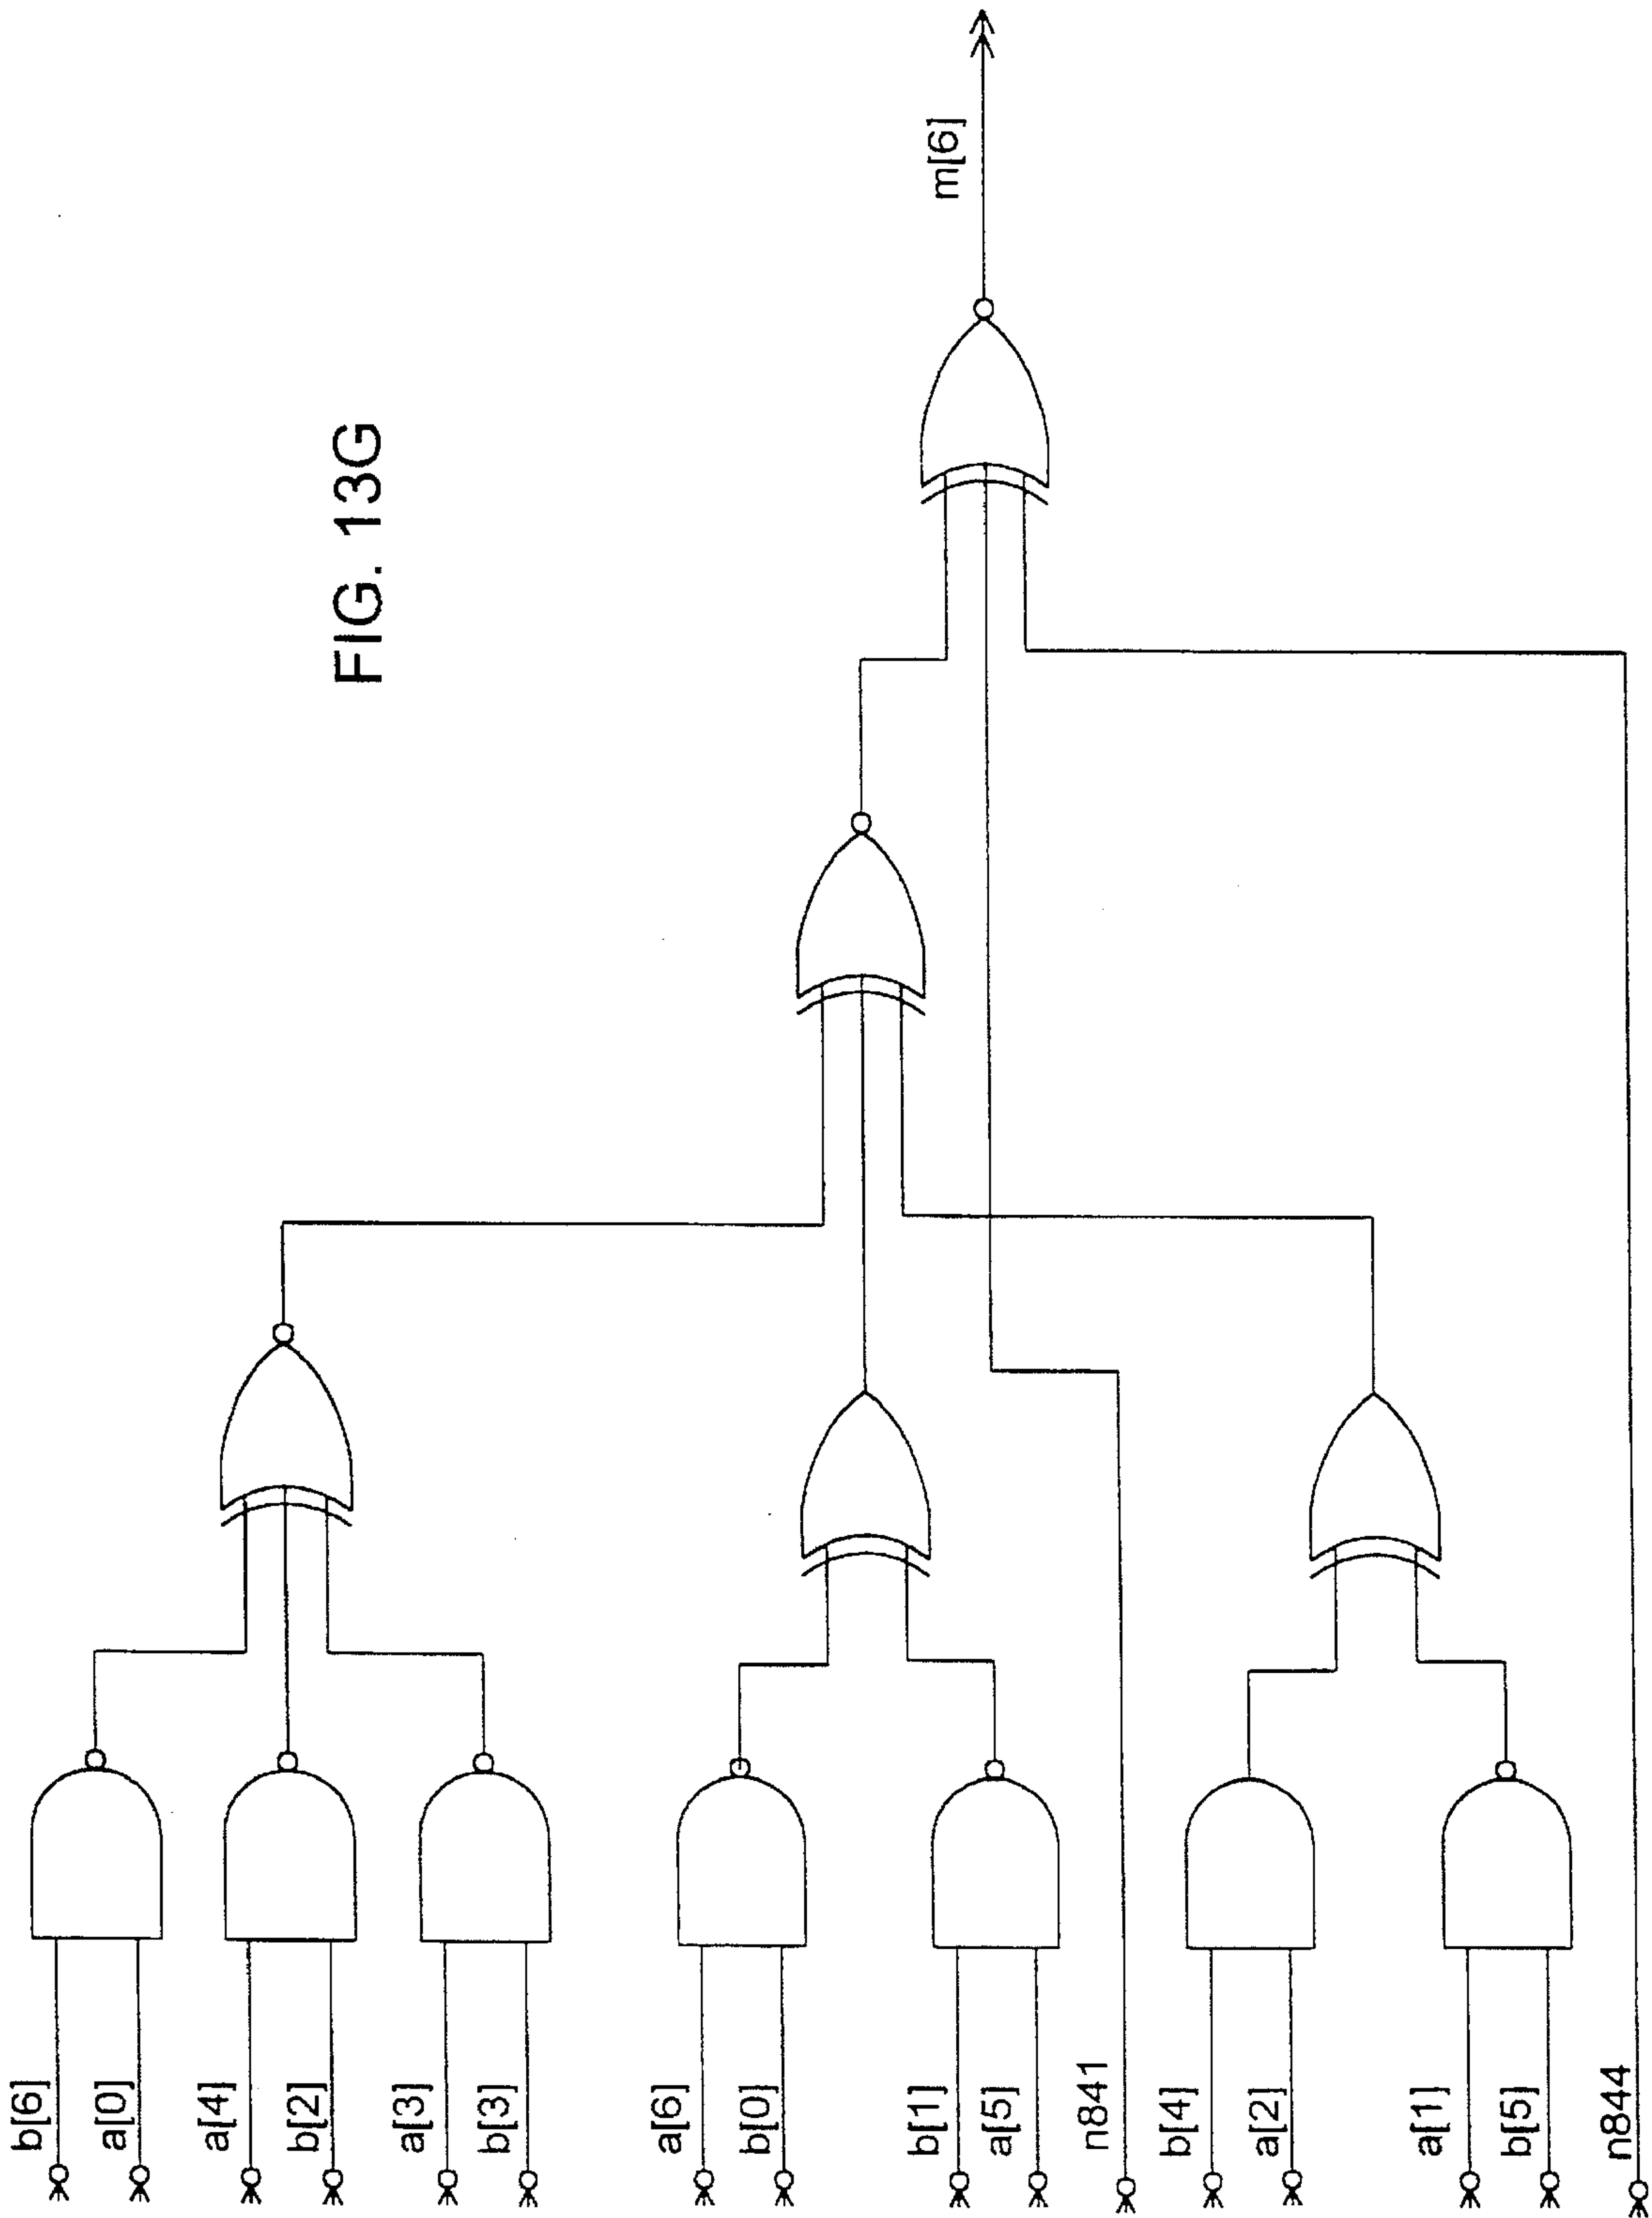 FIG. 13G
b[6]
a[0]
a[4]
b[2]
a[3]
b[3]
a[6]
b[0]
b[1]
a[5]
n841
b[4]
a[2]
a[1]
b[5]
n844
m[6]